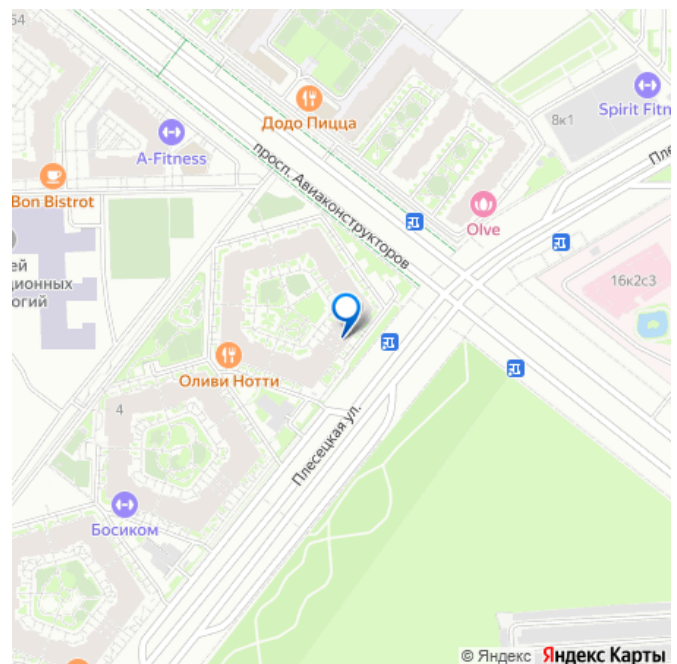 54
Додо Пицца
8к1
Spirit Fitn
A-Fitness
Пле
просп. Авиаконструкторов
Bon Bistrot
Olve
ей
ционных
огий
16к2с3
Оливи Нотти
4
Плесецкая ул.
Босиком
© Яндекс Яндекс Карты